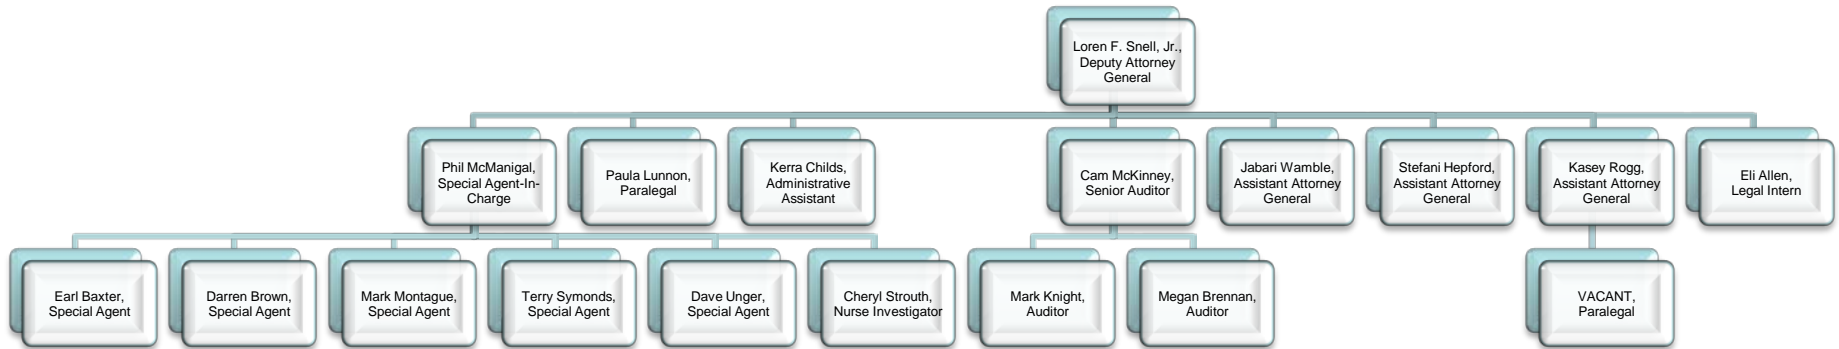 Loren F. Snell, Jr.,
Deputy Attorney
General
Phil McManigal,
Special Agent-In-
Charge
Paula Lunnon,
Paralegal
Kerra Childs,
Administrative
Assistant
Cam McKinney,
Senior Auditor
Jabari Wamble,
Assistant Attorney
General
Stefani Hepford,
Assistant Attorney
General
Kasey Rogg,
Assistant Attorney
General
Eli Allen,
Legal Intern
Earl Baxter,
Special Agent
Darren Brown,
Special Agent
Mark Montague,
Special Agent
Terry Symonds,
Special Agent
Dave Unger,
Special Agent
Cheryl Strouth,
Nurse Investigator
Mark Knight,
Auditor
Megan Brennan,
Auditor
VACANT,
Paralegal